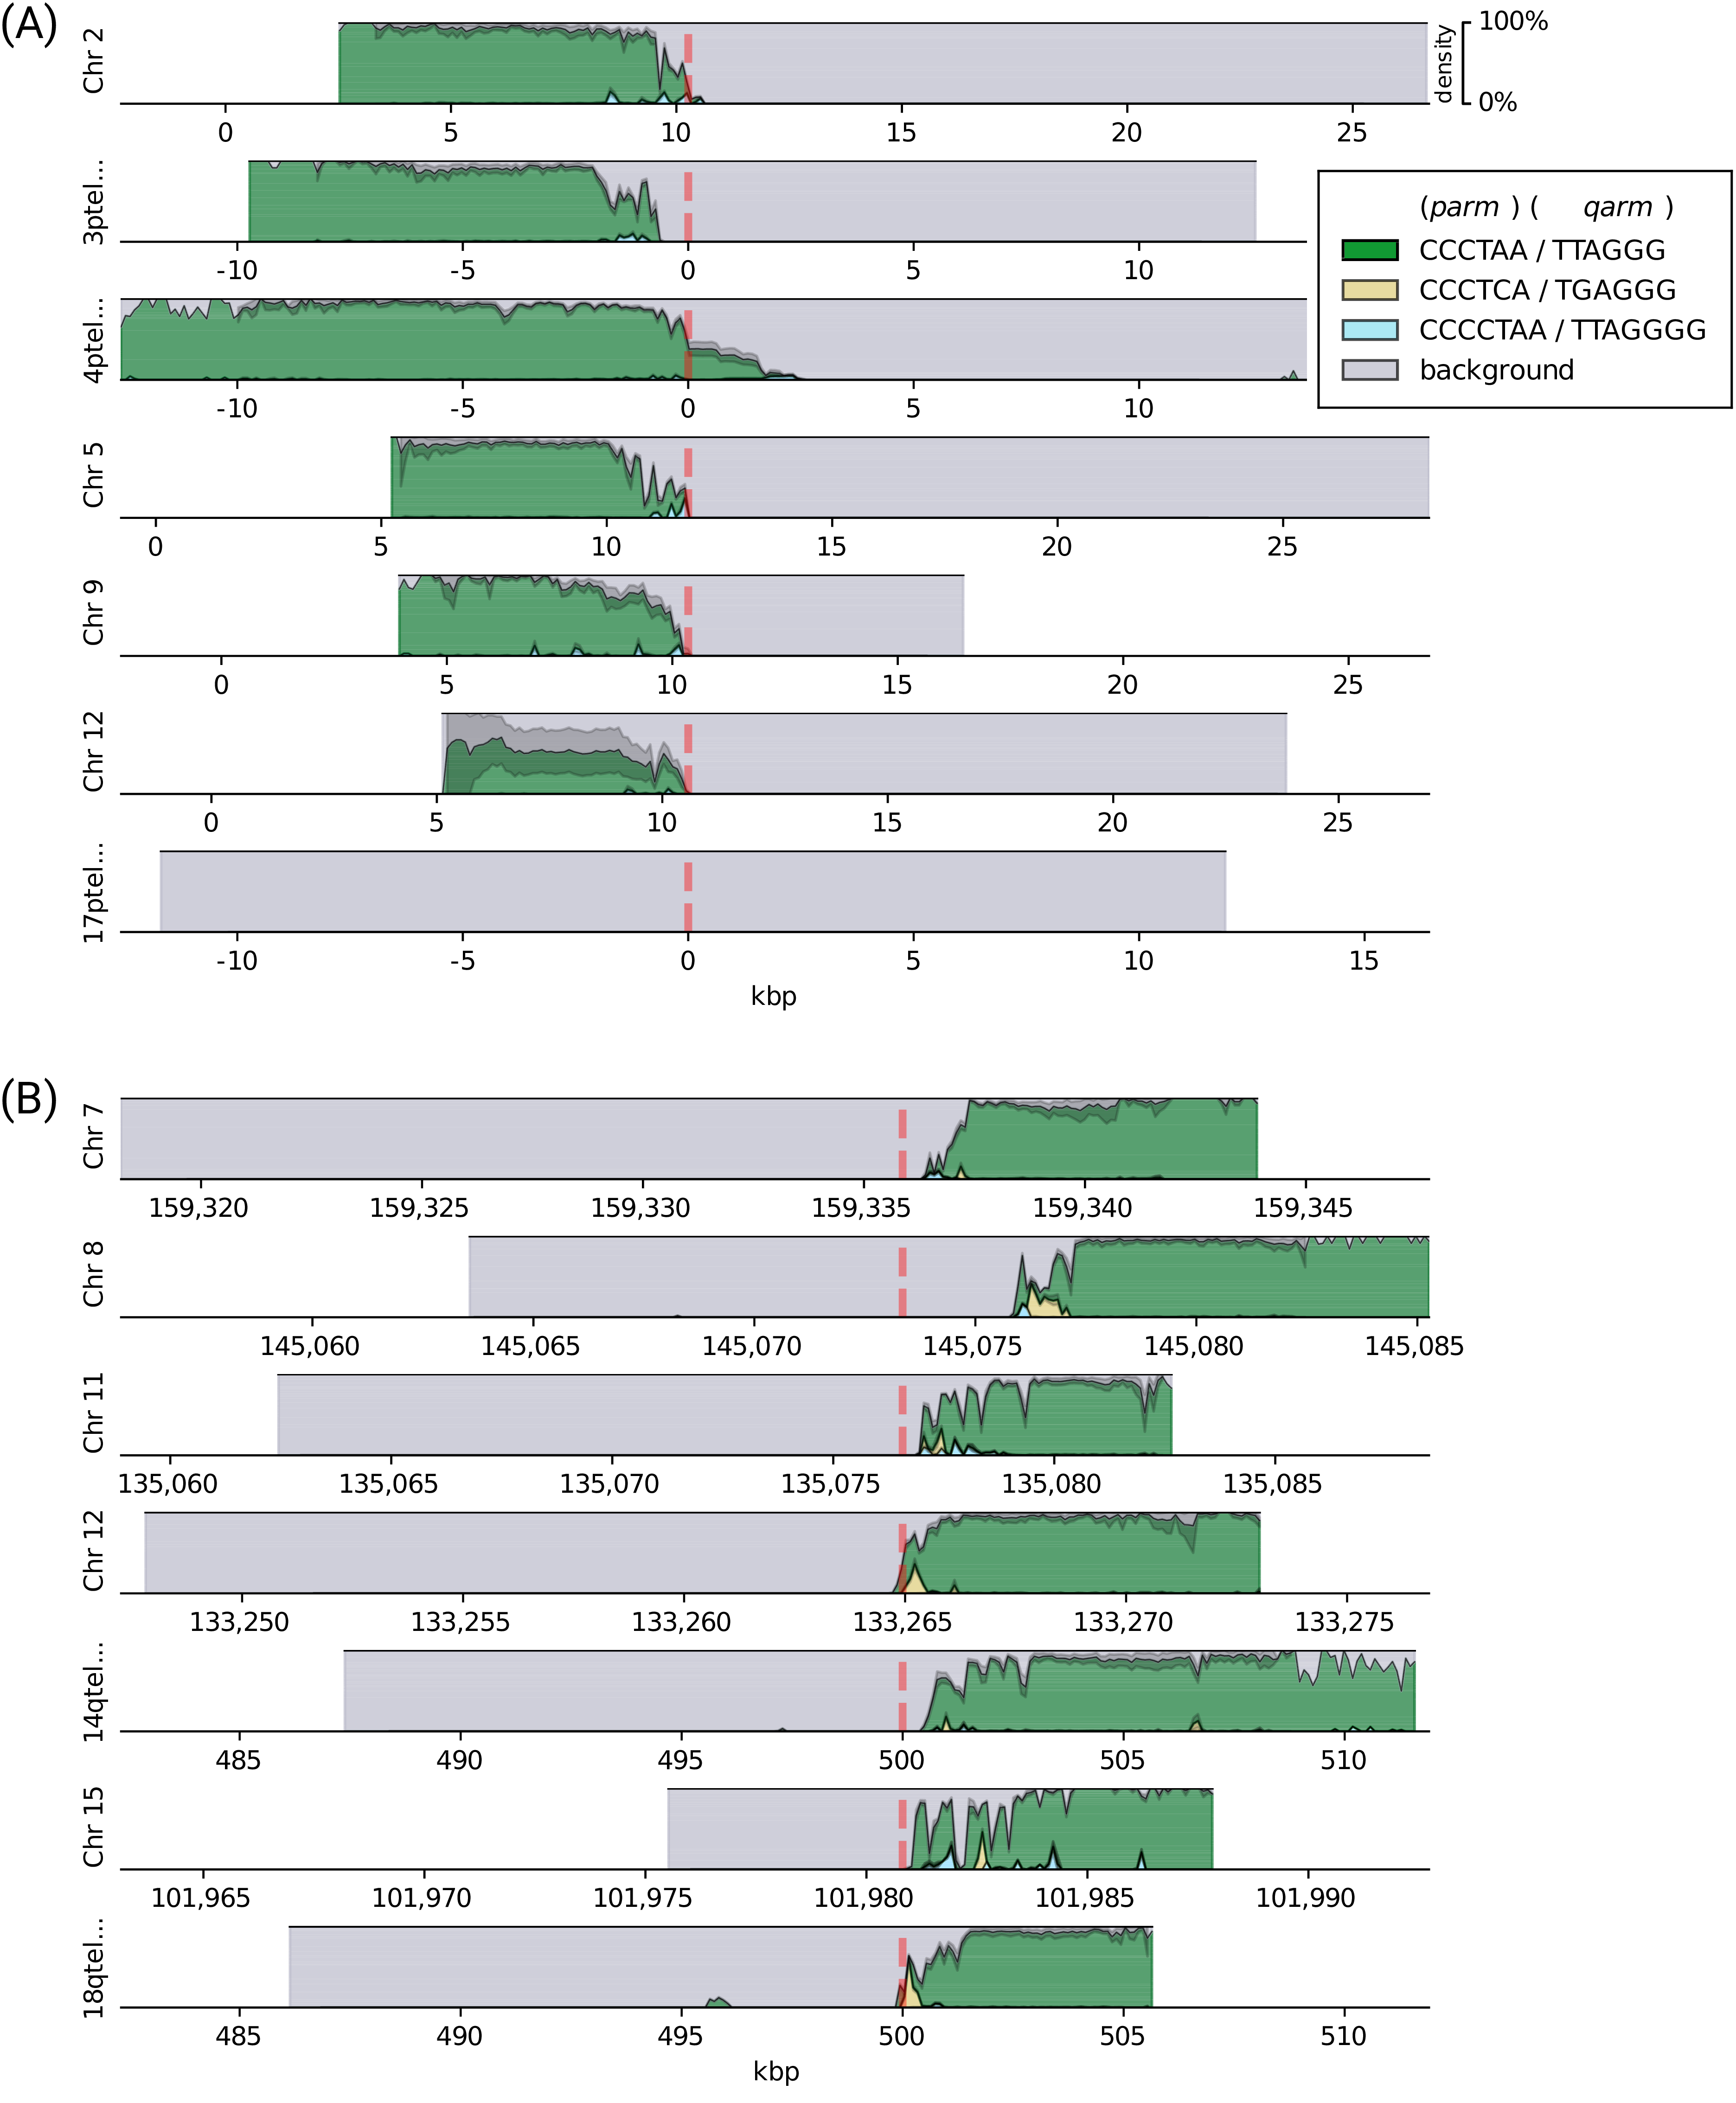 (A)
Chr 2
density
100%
0%
0 5 10 15 20 25
3ptel...
-10 -5 0 5 10
(parm ) ( qarm )
CCCTAA / TTAGGG
CCCTCA / TGAGGG
CCCCTAA / TTAGGGG
background
4ptel...
-10 -5 0 5 10
Chr 5
0 5 10 15 20 25
Chr 9
0 5 10 15 20 25
Chr 12
0 5 10 15 20 25
17ptel...
-10 -5 0 5 10 15
kbp
(B)
Chr 7
159,320 159,325 159,330 159,335 159,340 159,345
Chr 8
145,060 145,065 145,070 145,075 145,080 145,085
Chr 11
135,060 135,065 135,070 135,075 135,080 135,085
Chr 12
133,250 133,255 133,260 133,265 133,270 133,275
14qtel...
485 490 495 500 505 510
Chr 15
101,965 101,970 101,975 101,980 101,985 101,990
18qtel...
485 490 495 500 505 510
kbp